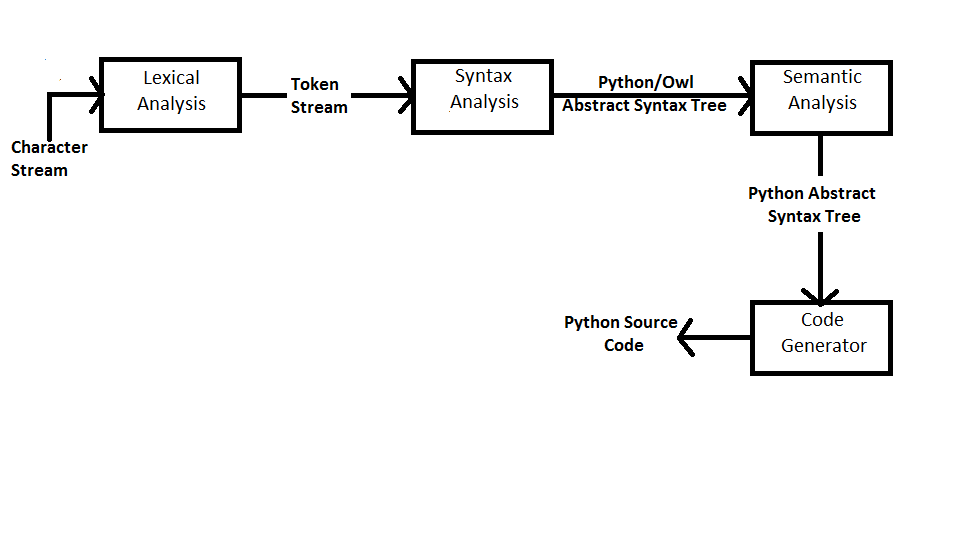 Character
Stream
Lexical
Analysis
Token
Stream
Syntax
Analysis
Python/Owl
Abstract Syntax Tree
Semantic
Analysis
Python Abstract
Syntax Tree
Code
Generator
Python Source
Code